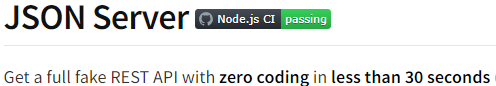 JSON Server Node.js CI passing
Get a full fake REST API with zero coding in less than 30 seconds (